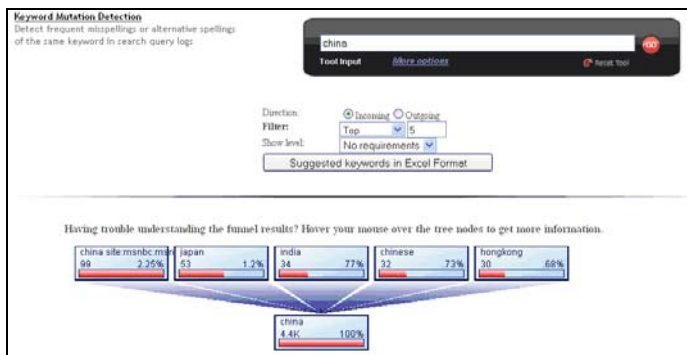 Keyword Mutation Detection
Detect frequent misspellings or alternative spellings
of the same keyword in search query logs
china
GO
Tool Input More options Reset Tool
Direction: Incoming Outgoing
Filter: Top 5
Show level: No requirements
Suggested keywords in Excel Format
Having trouble understanding the funnel results? Hover your mouse over the tree nodes to get more information.
china site:msnbc.msn japan india chinese hongkong
99 2.25% 53 1.2% 34 .77% 32 .73% 30 .68%
china
4.4K 100%